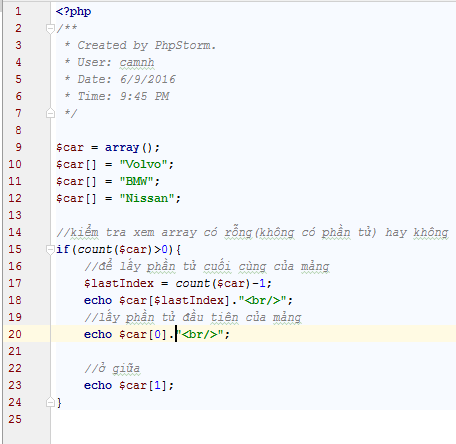 1 <?php
2 /**
3  * Created by PhpStorm.
4  * User: camnh
5  * Date: 6/9/2016
6  * Time: 9:45 PM
7  */
8
9 $car = array();
10 $car[] = "Volvo";
11 $car[] = "BMW";
12 $car[] = "Nissan";
13
14 //kiểm tra xem array có rỗng(không có phần tử) hay không
15 if(count($car)>0){
16     //để lấy phần tử cuối cùng của mảng
17     $lastIndex = count($car)-1;
18     echo $car[$lastIndex]."<br/>";
19     //lấy phần tử đầu tiên của mảng
20     echo $car[0]."<br/>";
21
22     //ở giữa
23     echo $car[1];
24 }
25